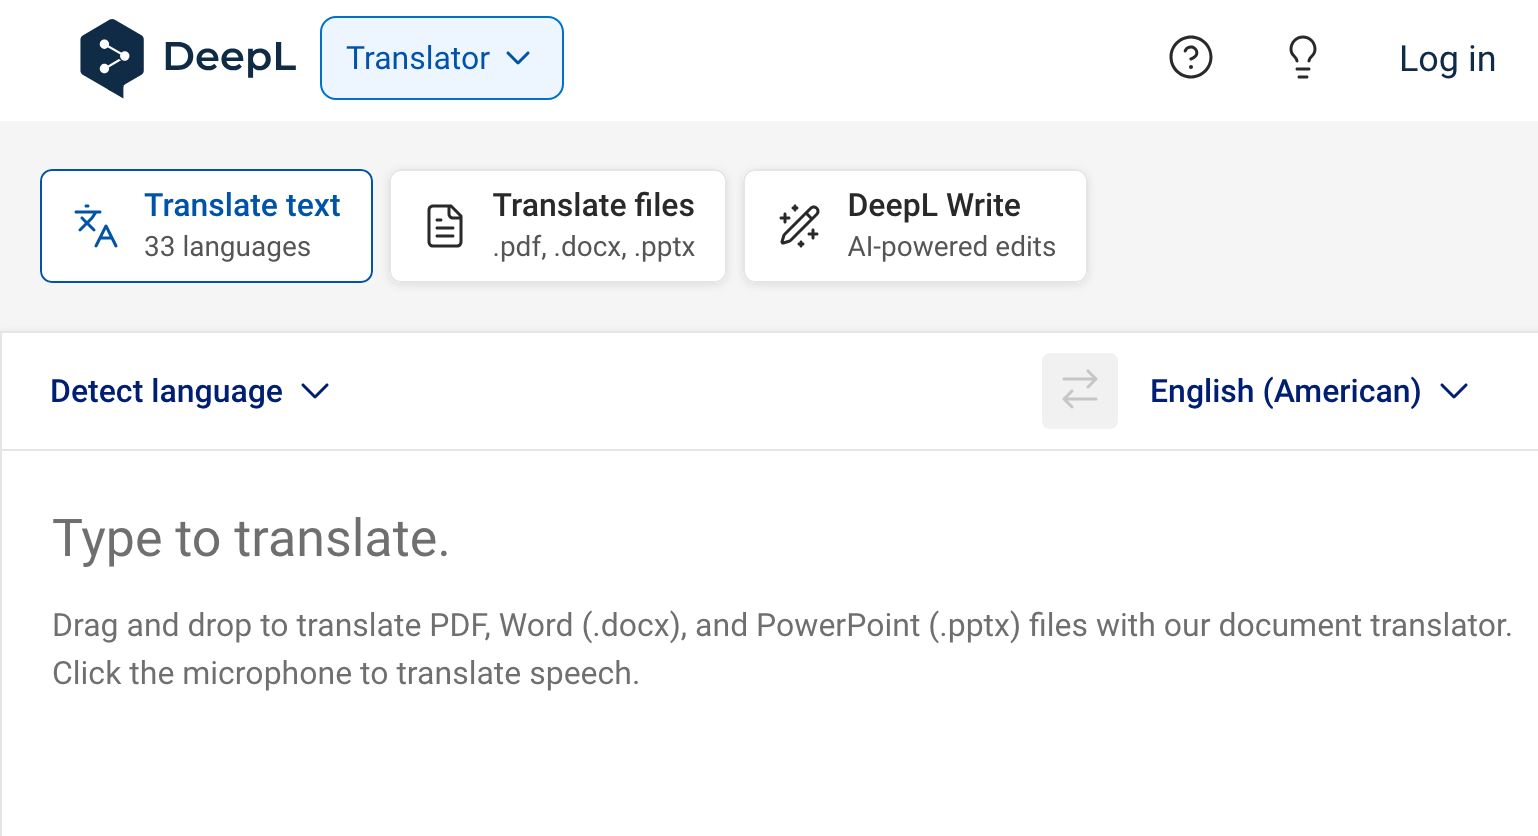 DeepL
Translator
Log in
Translate text
33 languages
Translate files
.pdf, .docx, .pptx
DeepL Write
AI-powered edits
Detect language
English (American)
Type to translate.
Drag and drop to translate PDF, Word (.docx), and PowerPoint (.pptx) files with our document translator.
Click the microphone to translate speech.